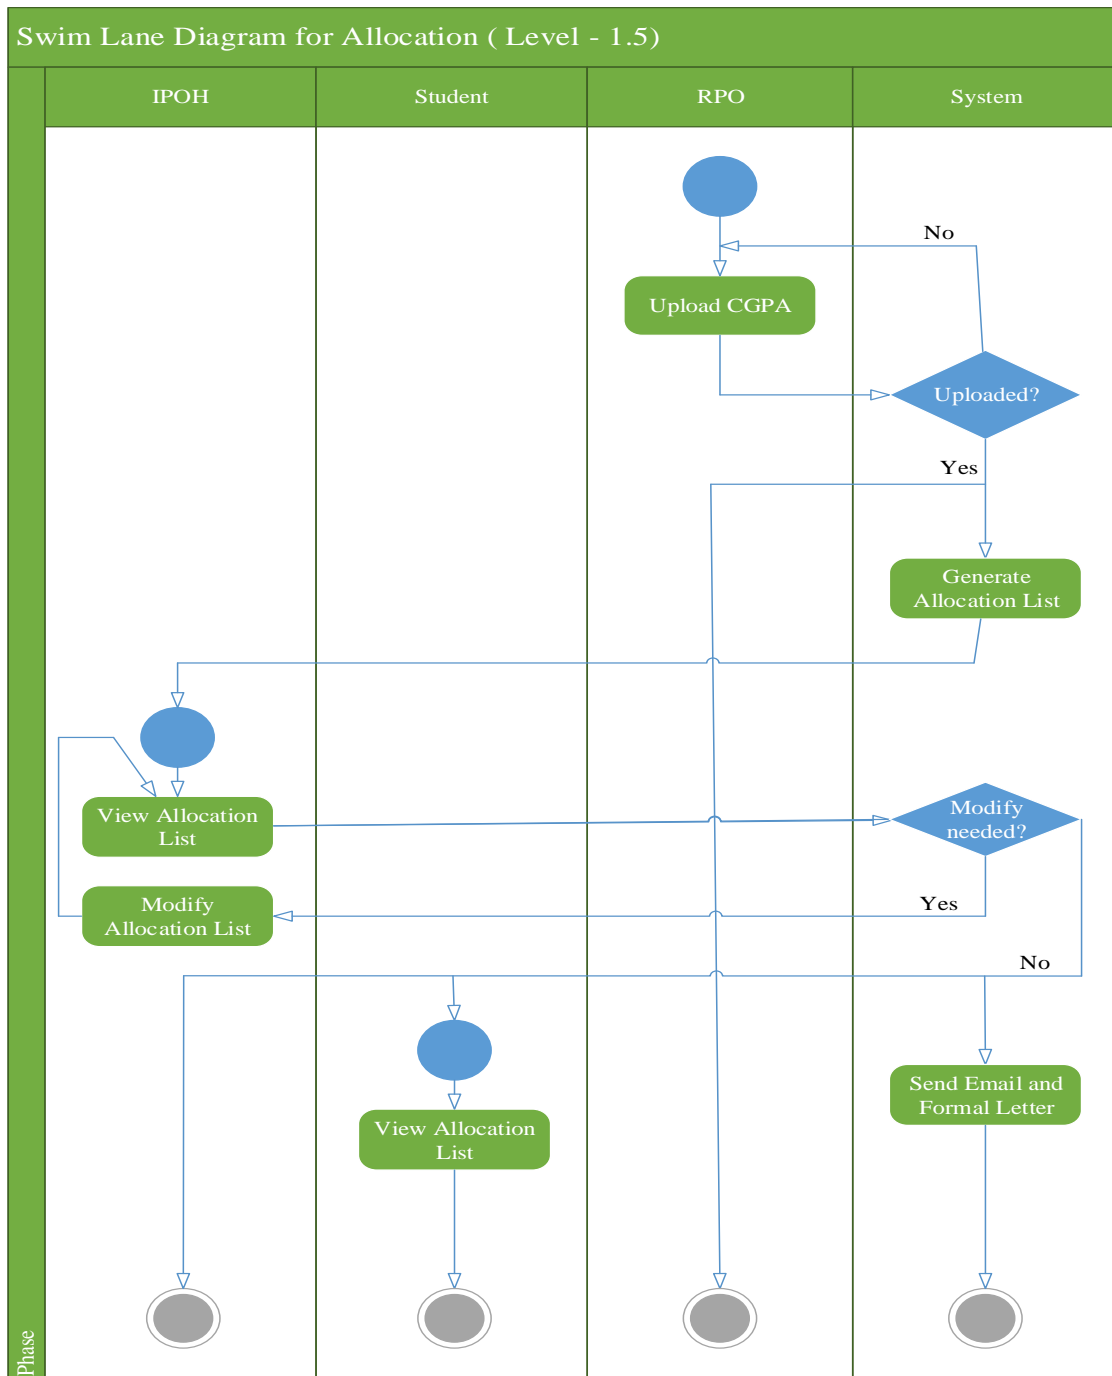 Swim Lane Diagram for Allocation ( Level - 1.5)
IPOH
Student
RPO
System
No
Upload CGPA
Uploaded?
Yes
Generate
Allocation List
View Allocation
List
Modify
needed?
Modify
Allocation List
Yes
No
Send Email and
Formal Letter
View Allocation
List
Phase